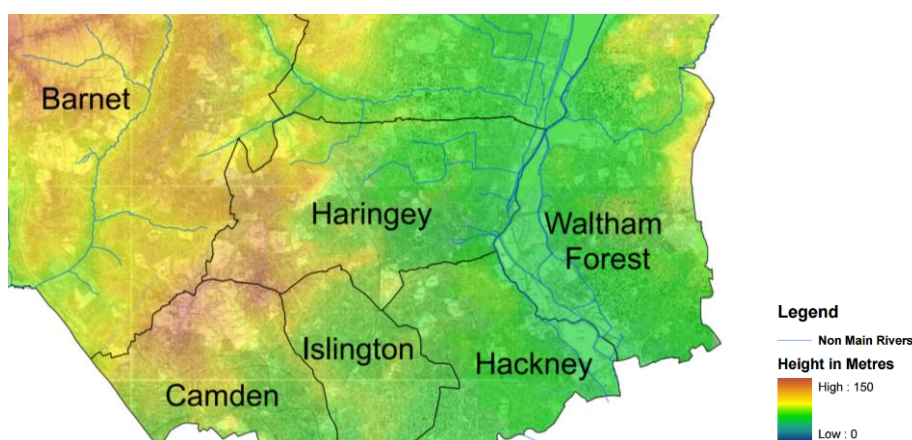 Barnet
Haringey
Waltham
Forest
Islington
Hackney
Camden
Legend
Non Main Rivers
Height in Metres
High : 150
Low : 0